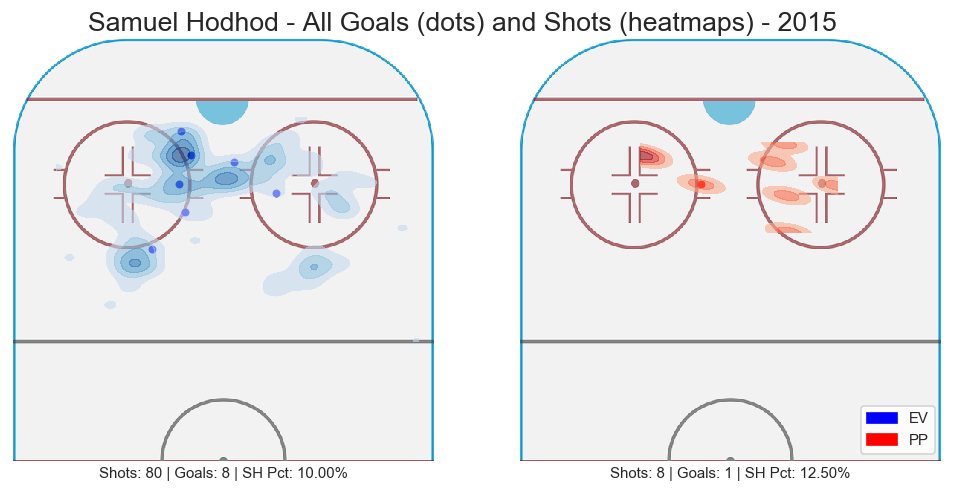 Samuel Hodhod - All Goals (dots) and Shots (heatmaps) - 2015
EV
PP
Shots: 80 | Goals: 8 | SH Pct: 10.00%
Shots: 8 | Goals: 1 | SH Pct: 12.50%